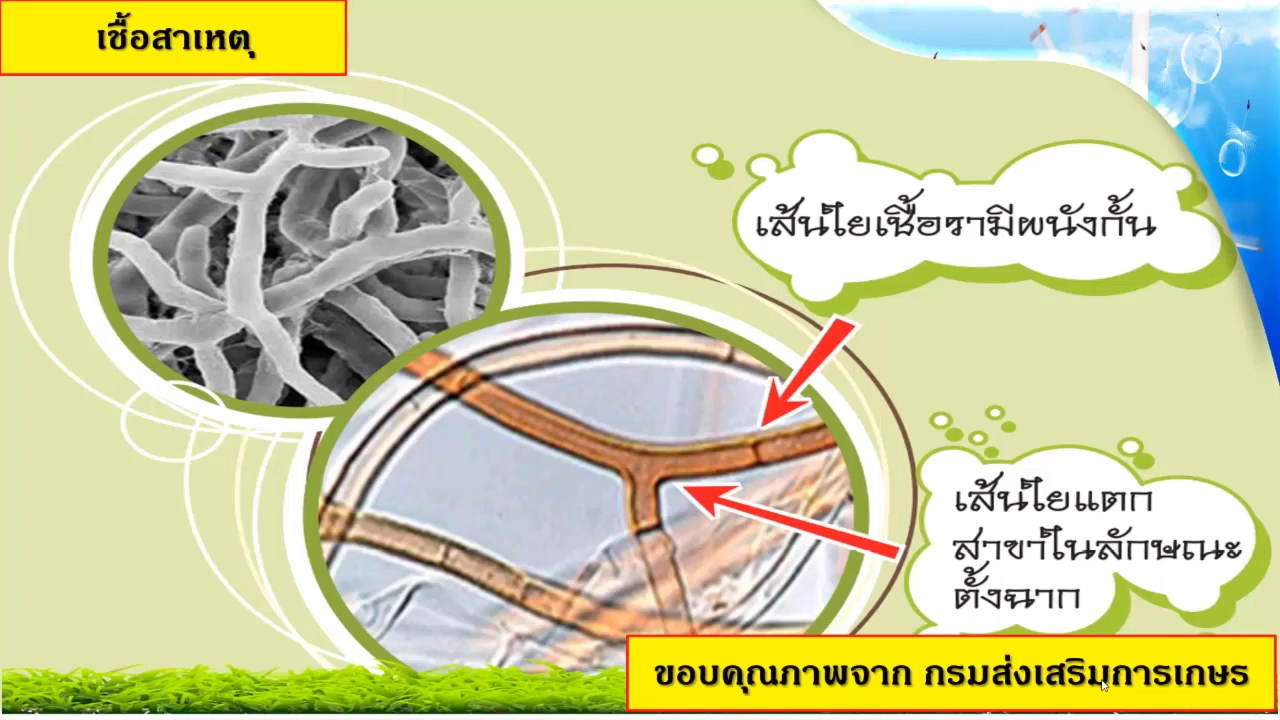 เชื้อสาเหตุ
เส้นใยเชื้อรามีผนังกั้น
เส้นใยแตก
สาขาในลักษณะ
ตั้งฉาก
ขอบคุณภาพจาก กรมส่งเสริมการเกษร